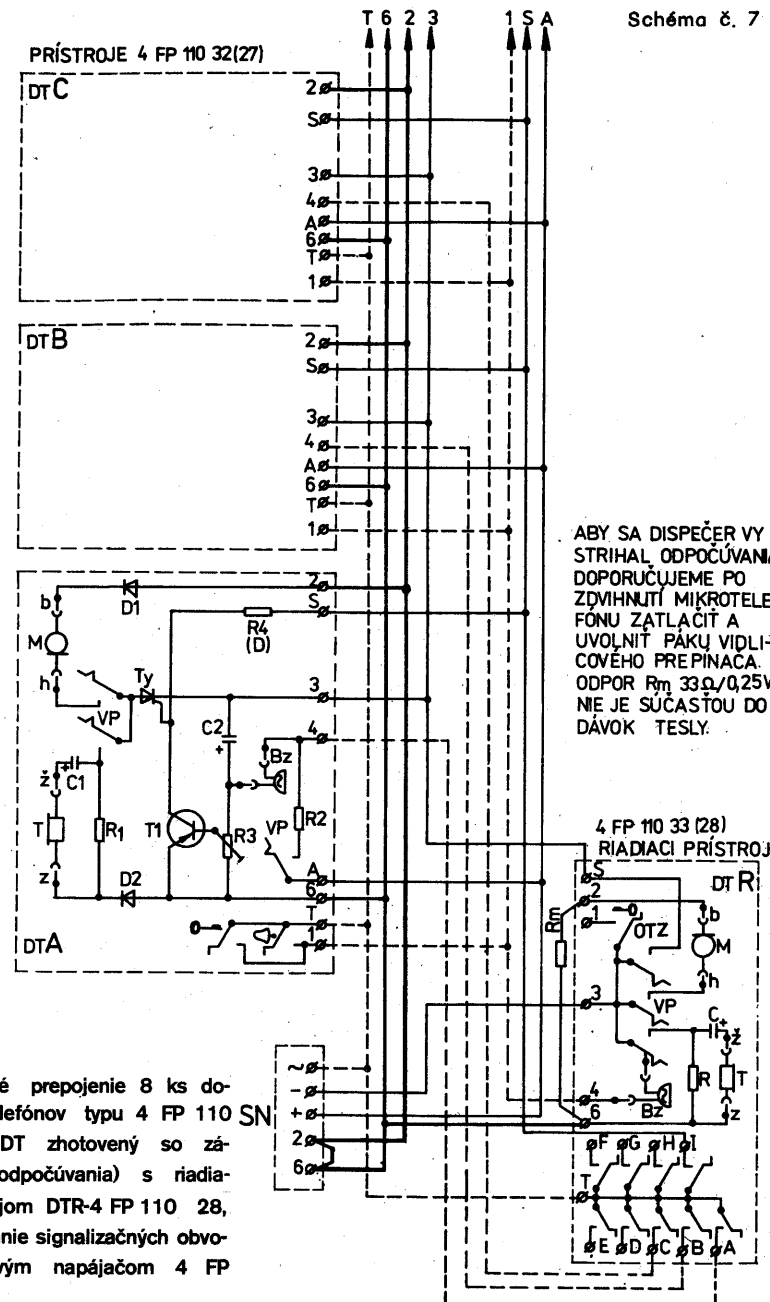 T 6 2 3 1 S A
Schéma č. 7
PRÍSTROJE 4 FP 110 32(27)
DT C
2
S
3
4
A
6
T
1
DT B
2
S
3
4
A
6
T
1
ABY SA DISPEČER VY
STRIHAL ODPOČÚVANIA
DOPORUČUJEME PO
ZDVIHNUTÍ MIKROTELE
FÓNU ZATLAČIŤ A
UVOĽNIŤ PÁKU VIDLI-
COVÉHO PREPÍNAČA.
ODPOR Rm 33Ω/0,25W
NIE JE SÚČASŤOU DO
DÁVOK TESLY.
2
b
D1
S
R4
(D)
M
h
Ty
3
VP
C2
+
4
Bz
ž
+
C1
T
R1
T1
R3
VP
R2
z
D2
A
6
T
1
0
DT A
4 FP 110 33 (28)
RIADIACI PRÍSTROJ
DT R
S
2
1
0
OTZ
b
M
Rm
h
3
VP
C +
ž
R
T
4
Bz
z
6
F G H I
T
E D C B A
SN
~
-
+
2
6
é prepojenie 8 ks do-
lefónov typu 4 FP 110
DT zhotovený so zá-
odpočúvania) s riadia-
jom DTR-4 FP 110 28,
nie signalizačných obvo-
vým napájačom 4 FP